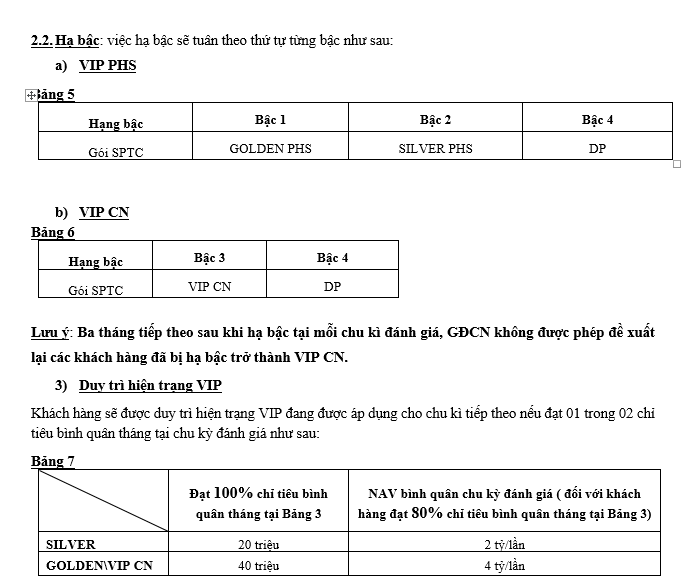 2.2. Hạ bậc: việc hạ bậc sẽ tuân theo thứ tự từng bậc như sau:
a) VIP PHS
Bảng 5
Hạng bậc Bậc 1 Bậc 2 Bậc 4
Gói SPTC GOLDEN PHS SILVER PHS DP
b) VIP CN
Bảng 6
Hạng bậc Bậc 3 Bậc 4
Gói SPTC VIP CN DP
Lưu ý: Ba tháng tiếp theo sau khi hạ bậc tại mỗi chu kì đánh giá, GĐCN không được phép đề xuất
lại các khách hàng đã bị hạ bậc trở thành VIP CN.
3) Duy trì hiện trạng VIP
Khách hàng sẽ được duy trì hiện trạng VIP đang được áp dụng cho chu kì tiếp theo nếu đạt 01 trong 02 chỉ
tiêu bình quân tháng tại chu kỳ đánh giá như sau:
Bảng 7
Đạt 100% chỉ tiêu bình NAV bình quân chu kỳ đánh giá ( đối với khách
quân tháng tại Bảng 3 hàng đạt 80% chỉ tiêu bình quân tháng tại Bảng 3)
SILVER 20 triệu 2 tỷ/lần
GOLDEN\VIP CN 40 triệu 4 tỷ/lần